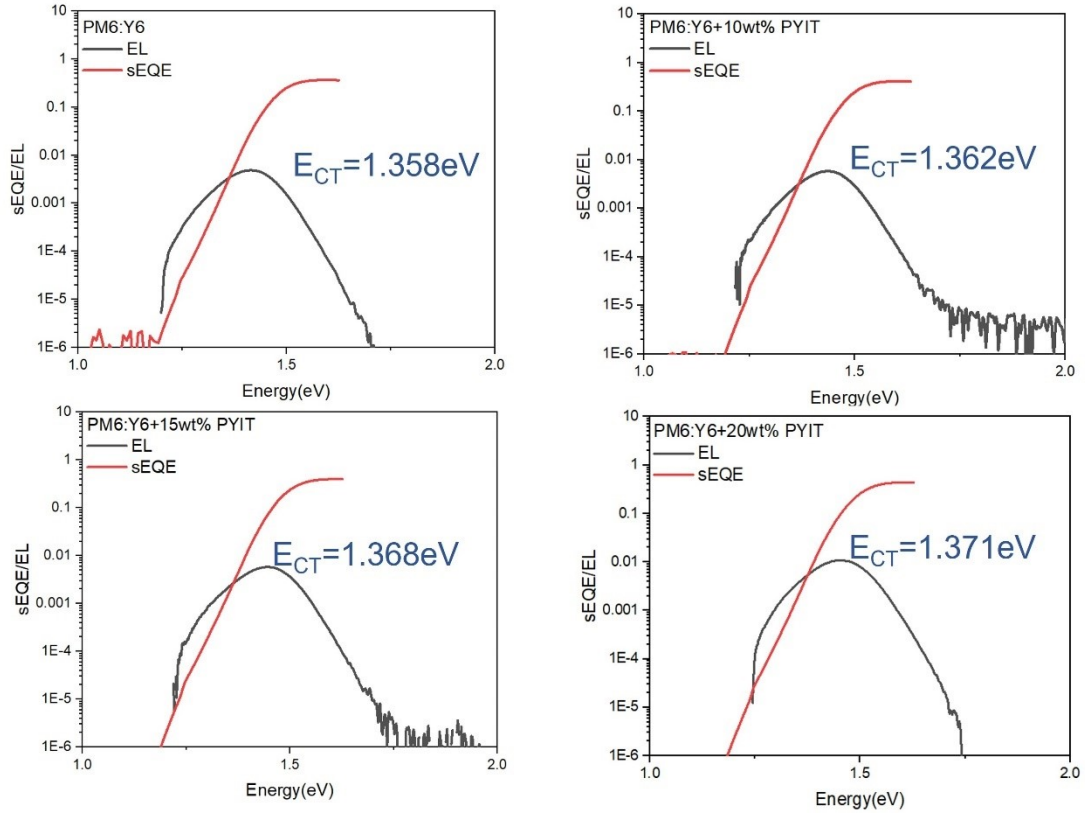 PM6:Y6
EL
sEQE
E_CT=1.358eV
10
1
0.1
0.01
0.001
1E-4
1E-5
1E-6
sEQE/EL
1.0
1.5
2.0
Energy(eV)
PM6:Y6+10wt% PYIT
EL
sEQE
E_CT=1.362eV
10
1
0.1
0.01
0.001
1E-4
1E-5
1E-6
sEQE/EL
1.0
1.5
2.0
Energy(eV)
PM6:Y6+15wt% PYIT
EL
sEQE
E_CT=1.368eV
10
1
0.1
0.01
0.001
1E-4
1E-5
1E-6
sEQE/EL
1.0
1.5
2.0
Energy(eV)
PM6:Y6+20wt% PYIT
EL
sEQE
E_CT=1.371eV
10
1
0.1
0.01
0.001
1E-4
1E-5
1E-6
sEQE/EL
1.0
1.5
2.0
Energy(eV)